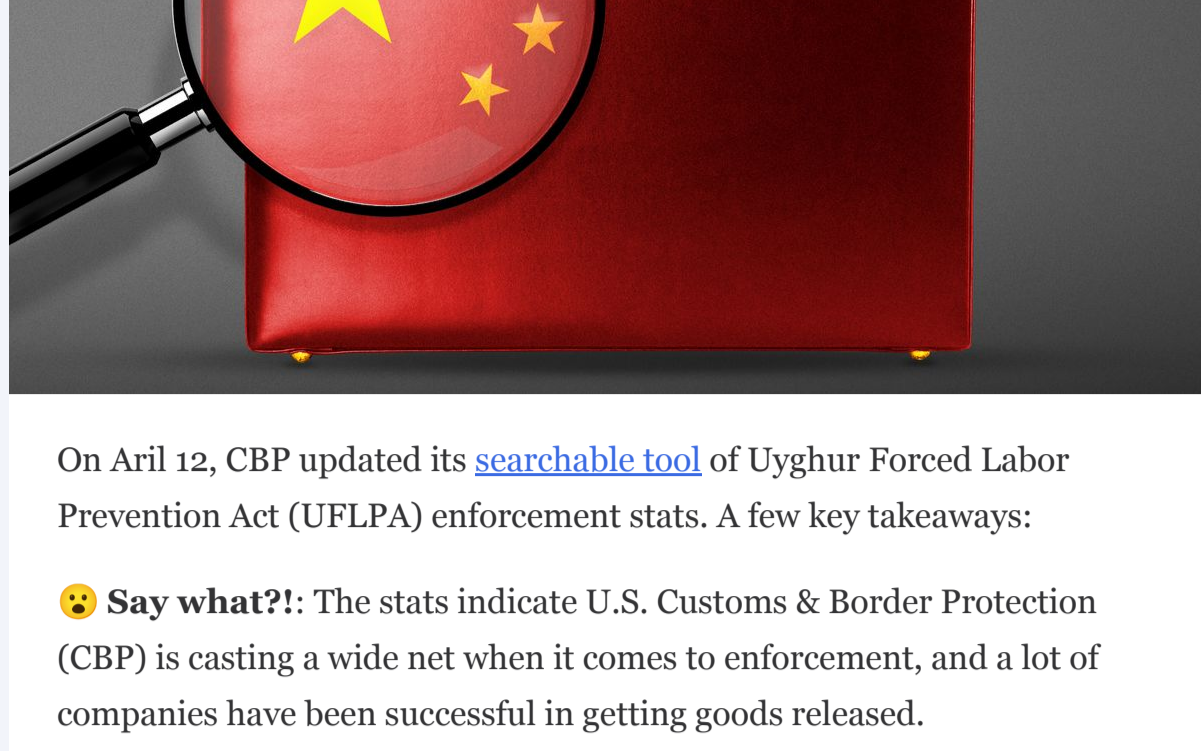 On Aril 12, CBP updated its searchable tool of Uyghur Forced Labor
Prevention Act (UFLPA) enforcement stats. A few key takeaways:
😮 Say what?!: The stats indicate U.S. Customs & Border Protection
(CBP) is casting a wide net when it comes to enforcement, and a lot of
companies have been successful in getting goods released.